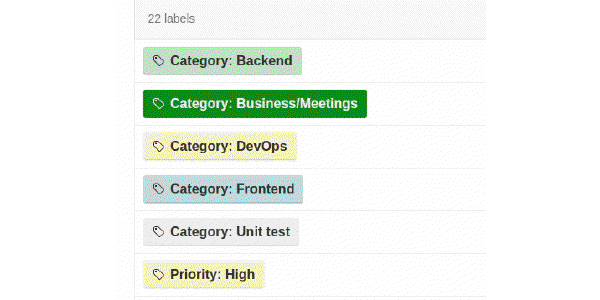 22 labels
Category: Backend
Category: Business/Meetings
Category: DevOps
Category: Frontend
Category: Unit test
Priority: High